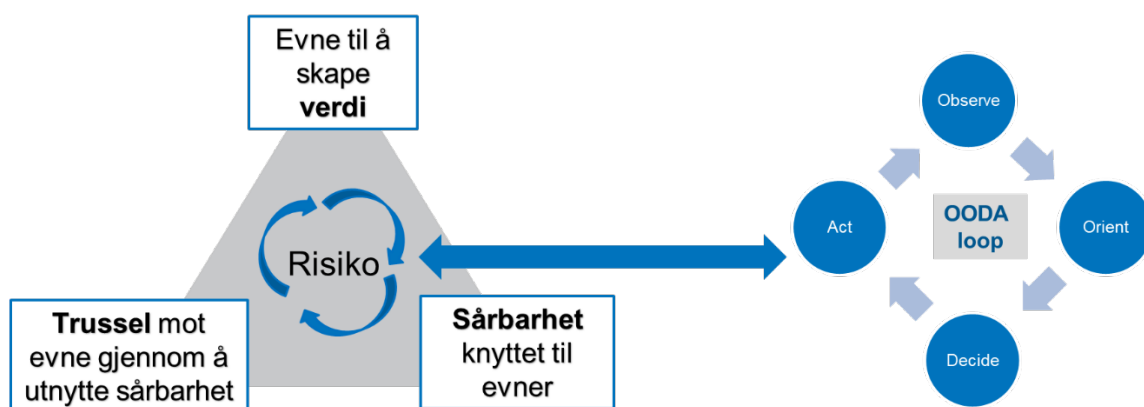 Evne til å
skape
verdi
Risiko
Trussel mot
evne gjennom å
utnytte sårbarhet
Sårbarhet
knyttet til
evner
Observe
Act
OODA
loop
Orient
Decide